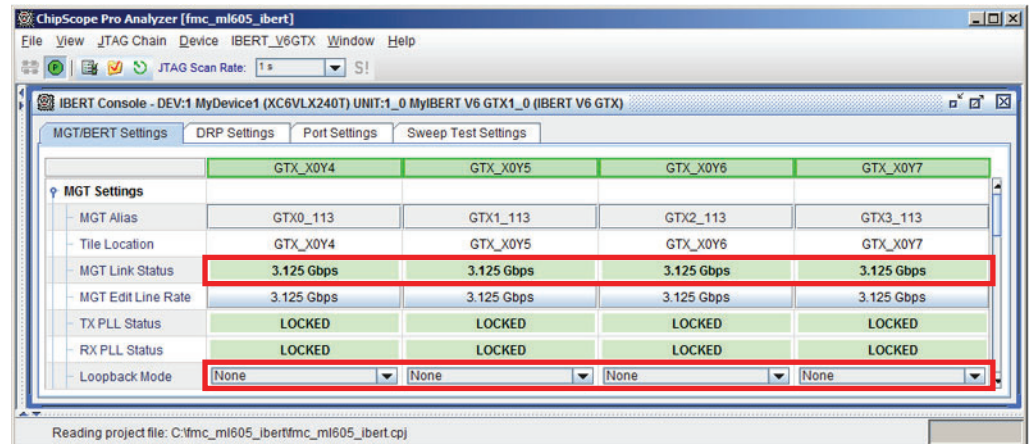 ChipScope Pro Analyzer [fmc_ml605_ibert]
File View JTAG Chain Device IBERT_V6GTX Window Help
JTAG Scan Rate: 1 s S!
IBERT Console - DEV:1 MyDevice1 (XC6VLX240T) UNIT:1_0 MyIBERT V6 GTX1_0 (IBERT V6 GTX)
MGT/BERT Settings DRP Settings Port Settings Sweep Test Settings
GTX_X0Y4 GTX_X0Y5 GTX_X0Y6 GTX_X0Y7
MGT Settings
MGT Alias GTX0_113 GTX1_113 GTX2_113 GTX3_113
Tile Location GTX_X0Y4 GTX_X0Y5 GTX_X0Y6 GTX_X0Y7
MGT Link Status 3.125 Gbps 3.125 Gbps 3.125 Gbps 3.125 Gbps
MGT Edit Line Rate 3.125 Gbps 3.125 Gbps 3.125 Gbps 3.125 Gbps
TX PLL Status LOCKED LOCKED LOCKED LOCKED
RX PLL Status LOCKED LOCKED LOCKED LOCKED
Loopback Mode None None None None
Reading project file: C:\fmc_ml605_ibert\fmc_ml605_ibert.cpj